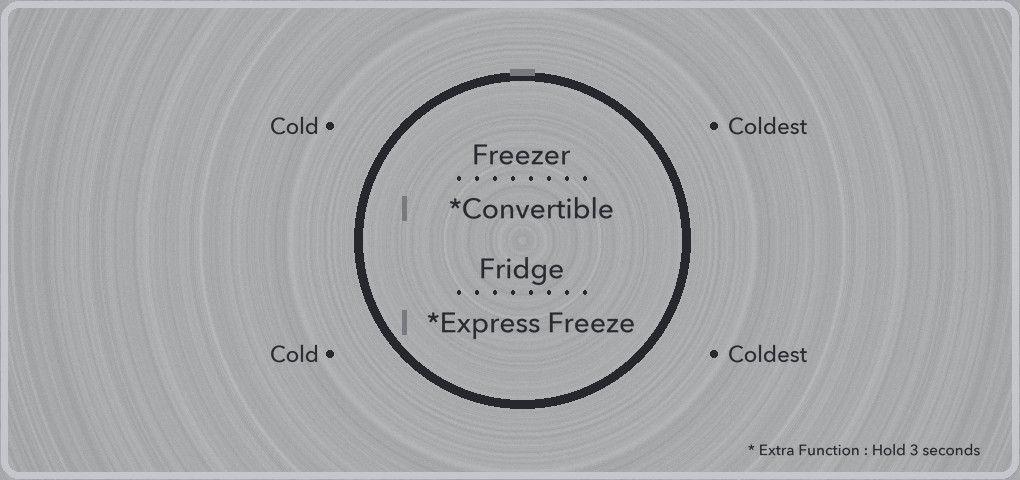 Cold
Coldest
Freezer
*Convertible
Fridge
*Express Freeze
Cold
Coldest
* Extra Function : Hold 3 seconds